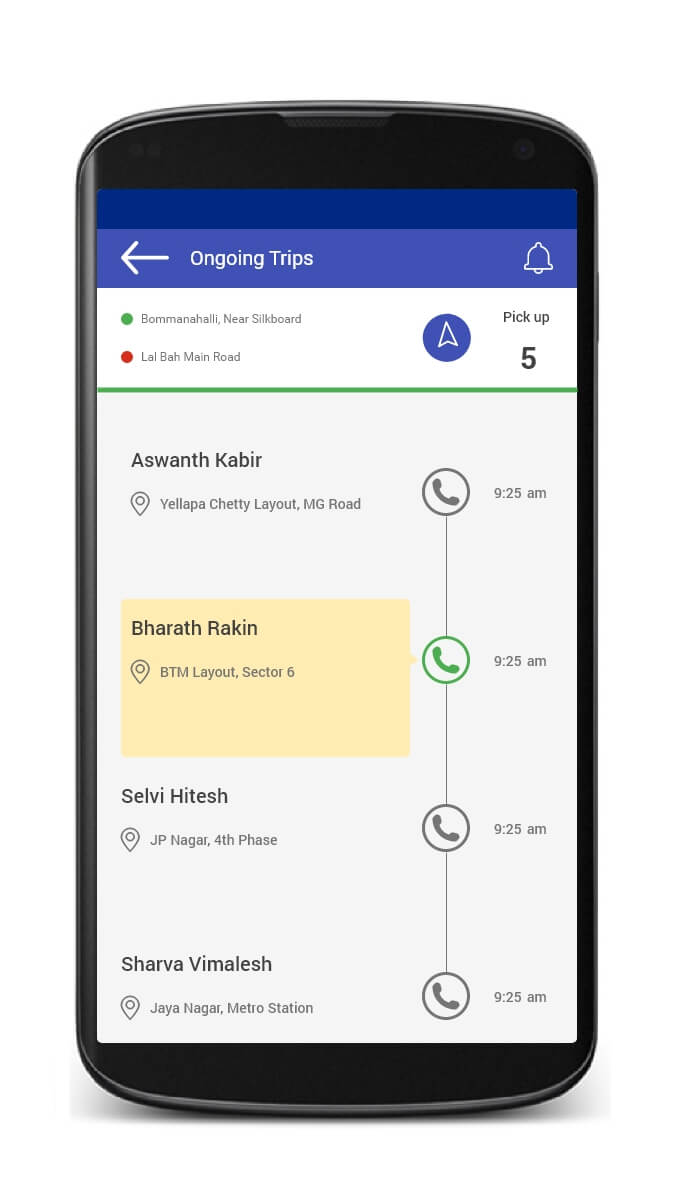 Ongoing Trips
Bommanahalli, Near Silkboard
Lal Bah Main Road
Pick up
5
Aswanth Kabir
Yellapa Chetty Layout, MG Road
9:25 am
Bharath Rakin
BTM Layout, Sector 6
9:25 am
Selvi Hitesh
JP Nagar, 4th Phase
9:25 am
Sharva Vimalesh
Jaya Nagar, Metro Station
9:25 am